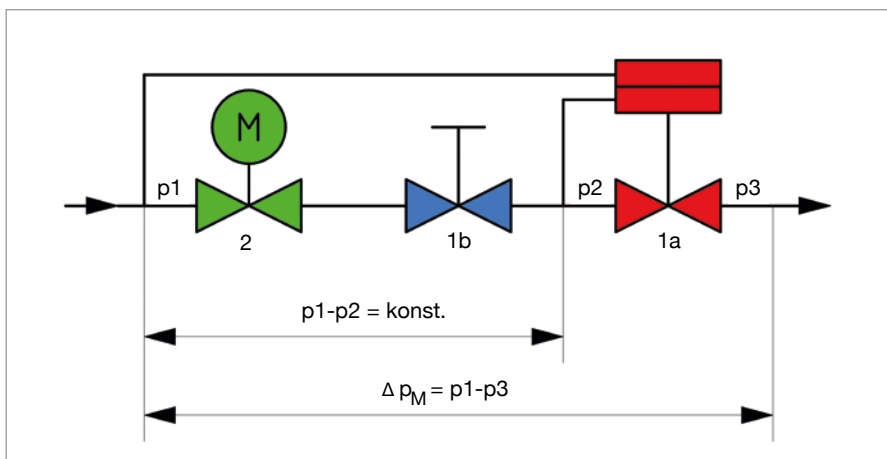 M
p1
p2
p3
2
1b
1a
p1-p2 = konst.
Δ pM = p1-p3